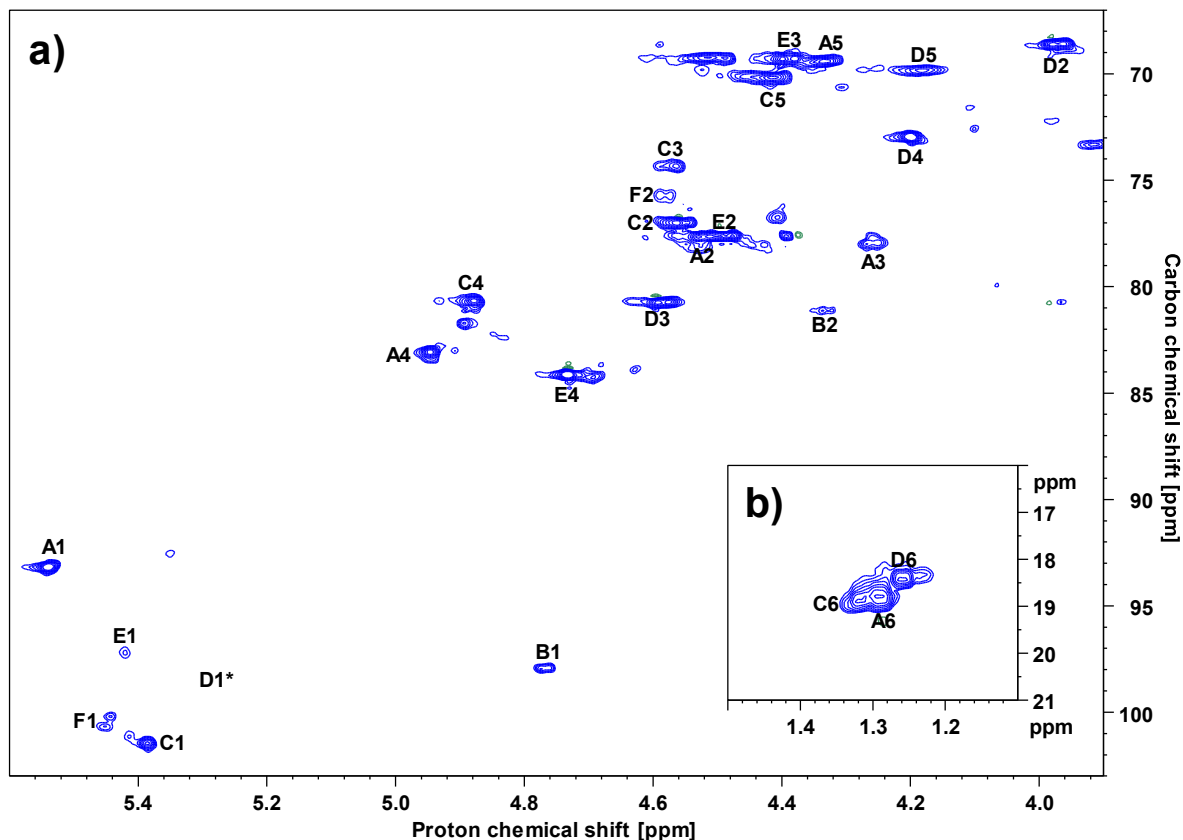 a)
E3
A5
D5
D2
C5
D4
C3
F2
C2
E2
A2
A3
C4
D3
B2
A4
E4
A1
E1
D1*
B1
F1
C1
70
75
80
85
90
95
100
Carbon chemical shift [ppm]
b)
ppm
17
18
19
20
21
D6
C6
A6
1.4
1.3
1.2
ppm
5.4
5.2
5.0
4.8
4.6
4.4
4.2
4.0
Proton chemical shift [ppm]